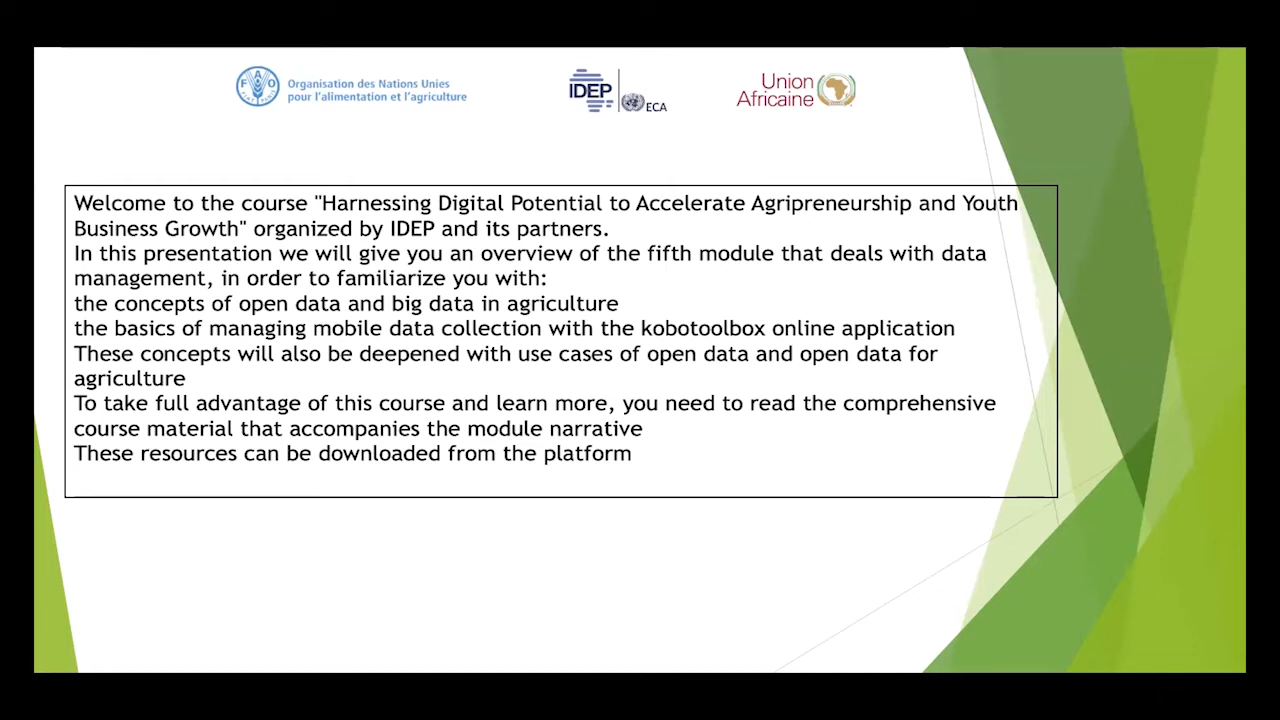 FAO
Organisation des Nations Unies
pour l'alimentation et l'agriculture
IDEP
ECA
Union
Africaine
Welcome to the course "Harnessing Digital Potential to Accelerate Agripreneurship and Youth
Business Growth" organized by IDEP and its partners.
In this presentation we will give you an overview of the fifth module that deals with data
management, in order to familiarize you with:
the concepts of open data and big data in agriculture
the basics of managing mobile data collection with the kobotoolbox online application
These concepts will also be deepened with use cases of open data and open data for
agriculture
To take full advantage of this course and learn more, you need to read the comprehensive
course material that accompanies the module narrative
These resources can be downloaded from the platform